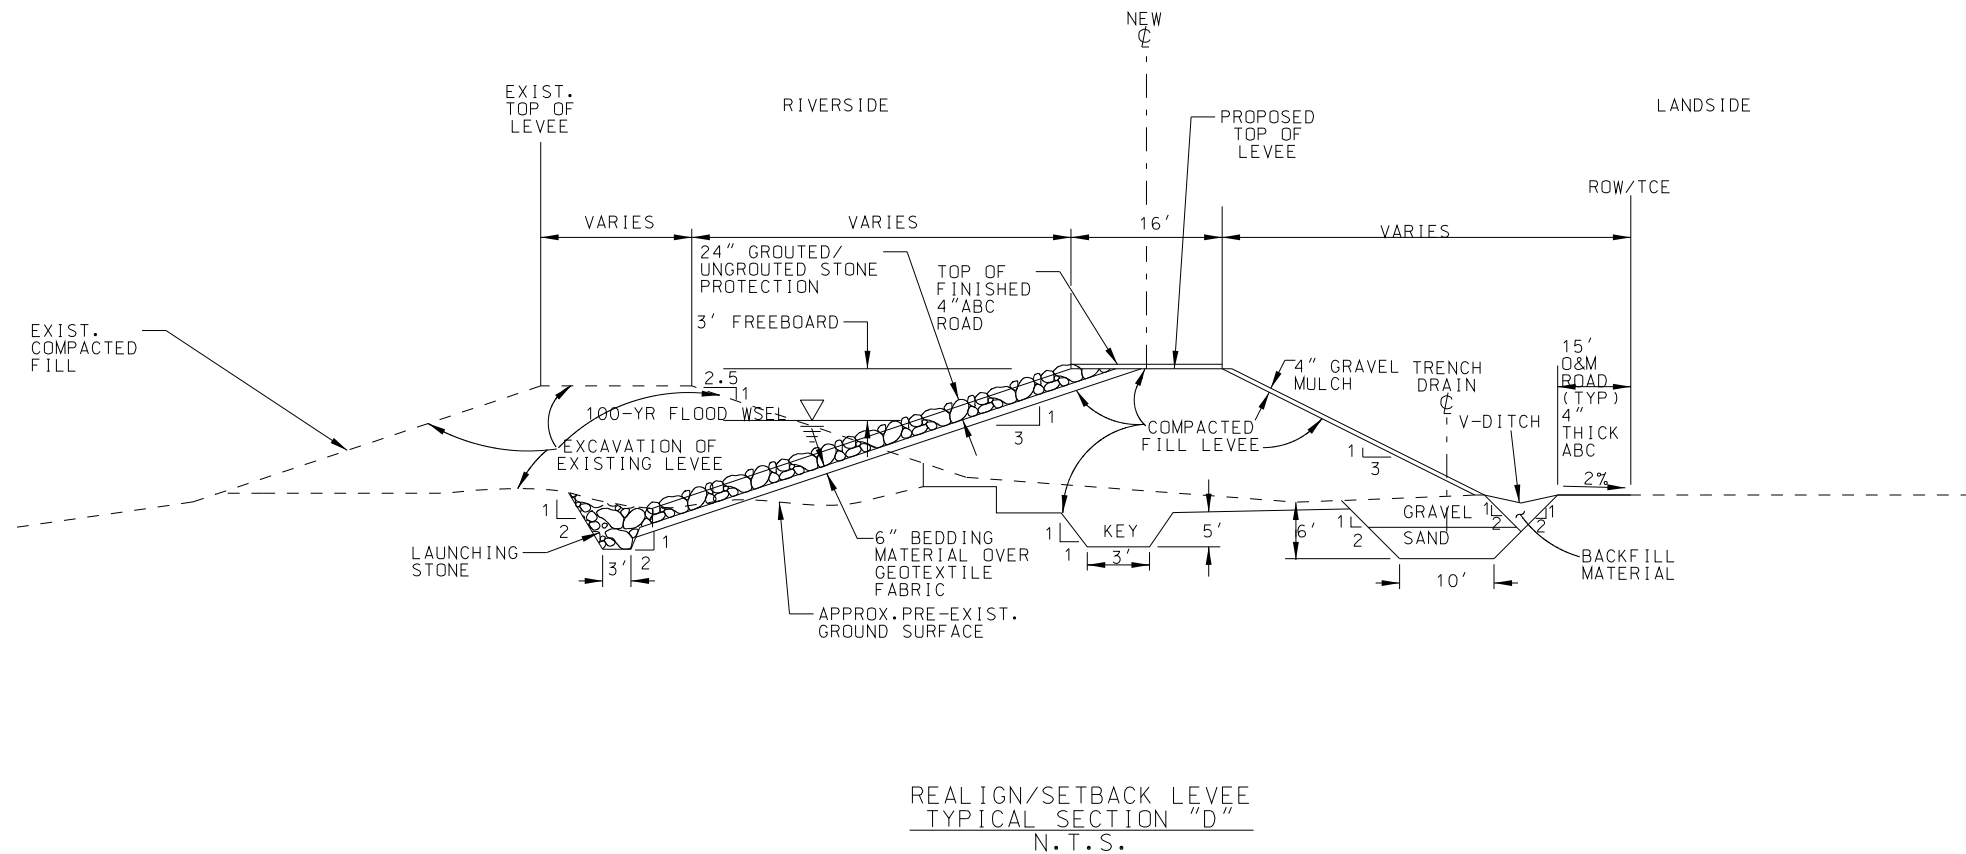 NEW
℄
EXIST.
TOP OF
LEVEE
RIVERSIDE
LANDSIDE
PROPOSED
TOP OF
LEVEE
ROW/TCE
VARIES
VARIES
16'
VARIES
24" GROUTED/
UNGROUTED STONE
PROTECTION
TOP OF
FINISHED
4"ABC
ROAD
3' FREEBOARD
EXIST.
COMPACTED
FILL
2.5
1
100-YR FLOOD WSEL
EXCAVATION OF
EXISTING LEVEE
1
3
COMPACTED
FILL LEVEE
4" GRAVEL
MULCH
TRENCH
DRAIN
℄
V-DITCH
15'
O&M
ROAD
(TYP)
4"
THICK
ABC
2%
1
3
1
2
LAUNCHING
STONE
3'
1
2
6" BEDDING
MATERIAL OVER
GEOTEXTILE
FABRIC
APPROX.PRE-EXIST.
GROUND SURFACE
1
1
KEY
3'
5'
6'
1
2
GRAVEL
SAND
10'
1
2
1
2
BACKFILL
MATERIAL
REALIGN/SETBACK LEVEE
TYPICAL SECTION "D"
N.T.S.